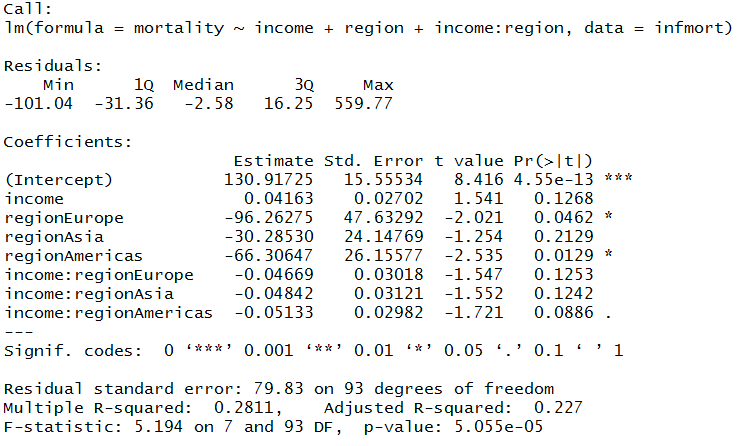 Call:
lm(formula = mortality ~ income + region + income:region, data = infmort)

Residuals:
    Min      1Q  Median      3Q     Max
-101.04  -31.36   -2.58   16.25  559.77

Coefficients:
                        Estimate Std. Error t value Pr(>|t|)
(Intercept)            130.91725   15.55534   8.416 4.55e-13 ***
income                   0.04163    0.02702   1.541   0.1268
regionEurope           -96.26275   47.63292  -2.021   0.0462 *
regionAsia             -30.28530   24.14769  -1.254   0.2129
regionAmericas         -66.30647   26.15577  -2.535   0.0129 *
income:regionEurope     -0.04669    0.03018  -1.547   0.1253
income:regionAsia       -0.04842    0.03121  -1.552   0.1242
income:regionAmericas   -0.05133    0.02982  -1.721   0.0886 .
---
Signif. codes:  0 ‘***’ 0.001 ‘**’ 0.01 ‘*’ 0.05 ‘.’ 0.1 ‘ ’ 1

Residual standard error: 79.83 on 93 degrees of freedom
Multiple R-squared:  0.2811,    Adjusted R-squared:  0.227
F-statistic: 5.194 on 7 and 93 DF,  p-value: 5.055e-05